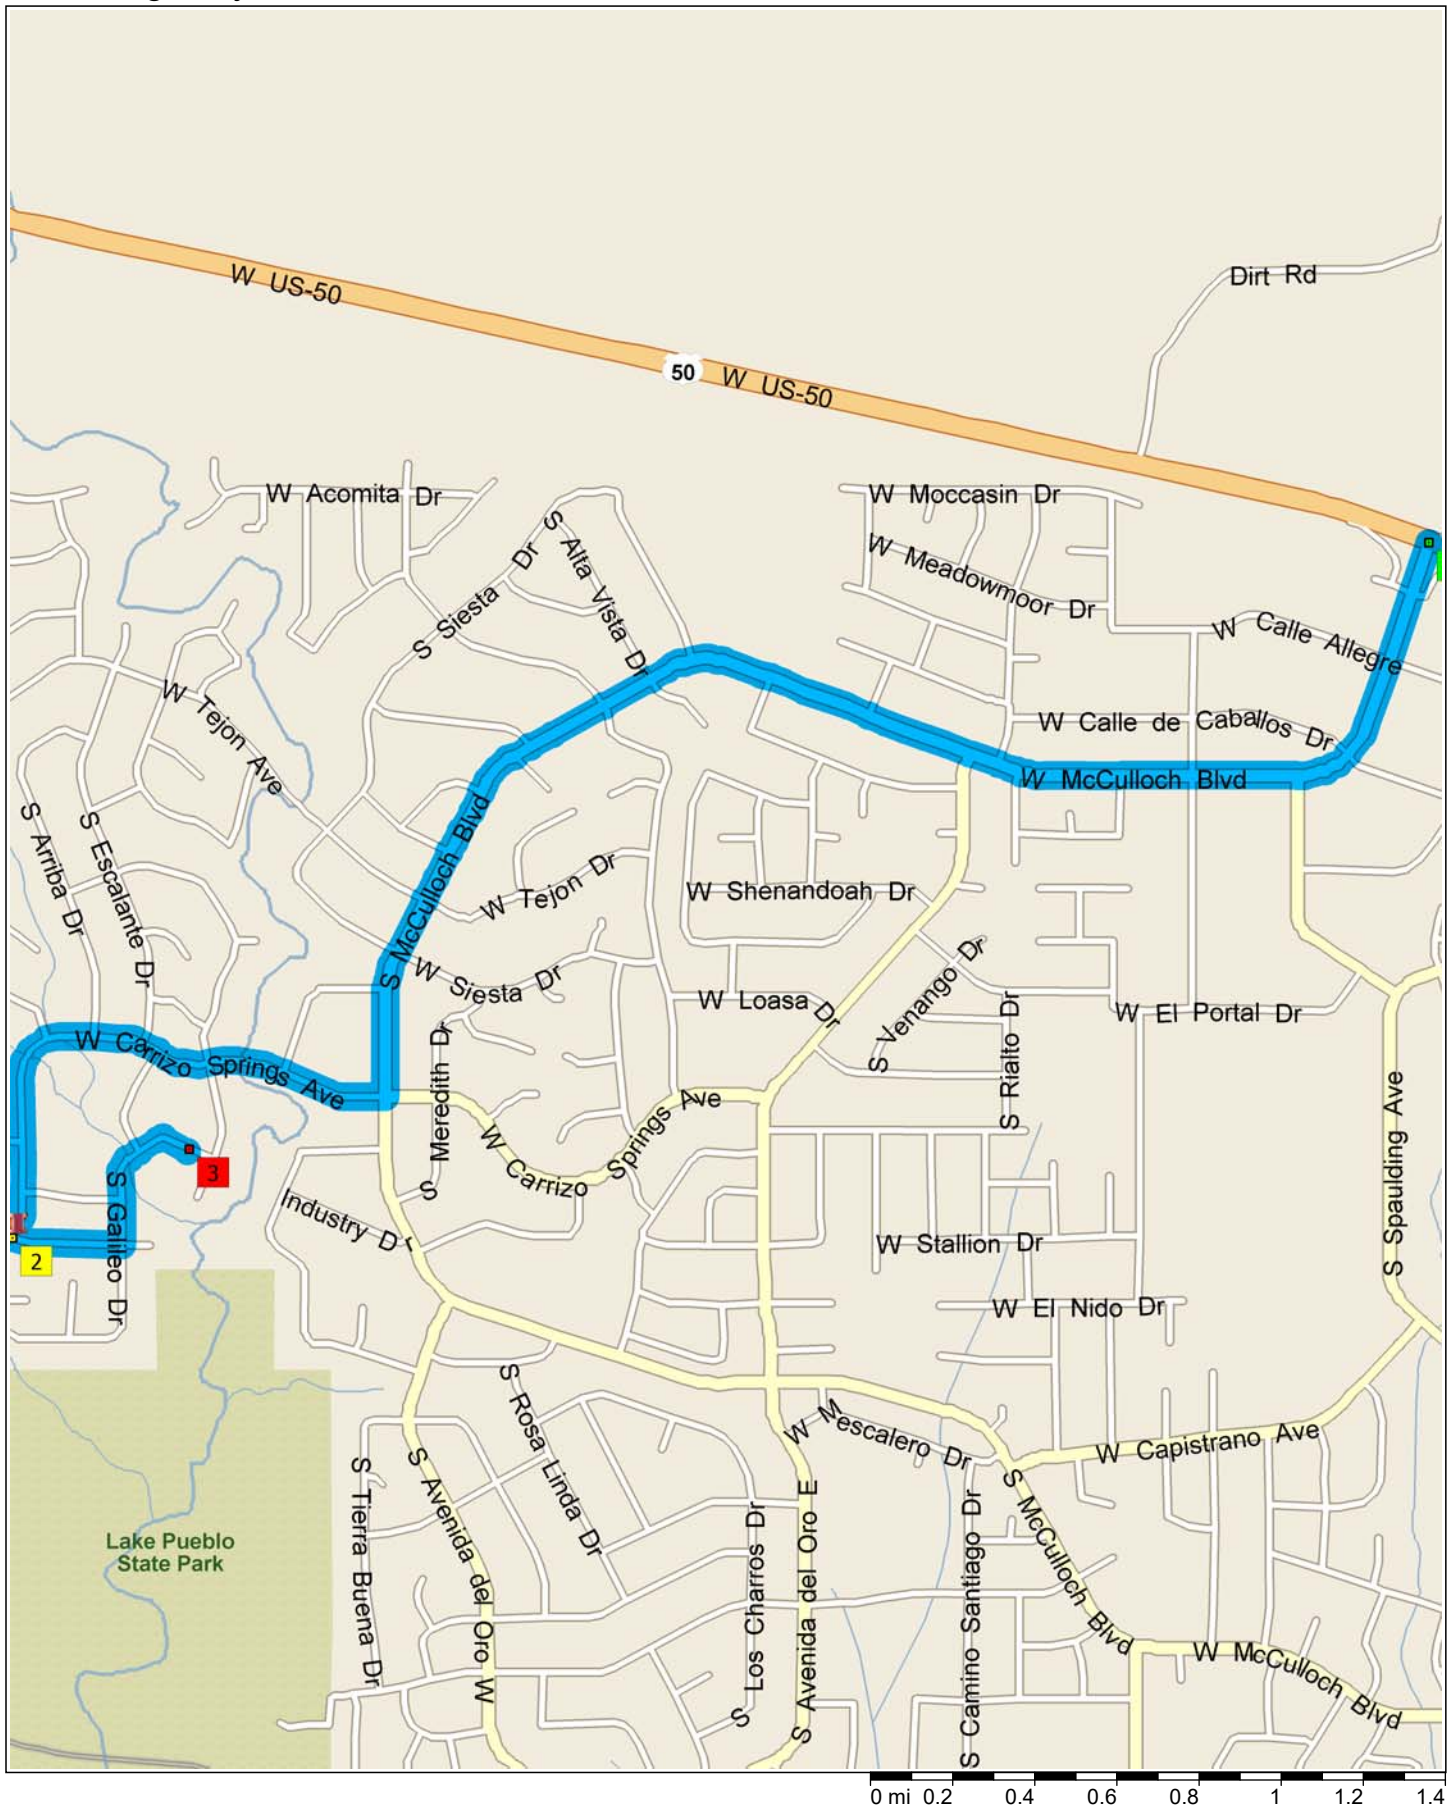 W US-50
Dirt Rd
50
W US-50
W Acomita Dr
W Moccasin Dr
S Siesta Dr
S Alta Vista Dr
W Meadowmoor Dr
W Calle Allegre
W Tejon Ave
W Calle de Caballos Dr
W McCulloch Blvd
S McCulloch Blvd
S Arriba Dr
S Escalante Dr
W Tejon Dr
W Shenandoah Dr
W Siesta Dr
S Venango Dr
W Loasa Dr
W El Portal Dr
W Carrizo Springs Ave
S Meredith Dr
S Rialto Dr
W Carrizo Springs Ave
S Spaulding Ave
3
S Galileo Dr
Industry Dr
2
W Stallion Dr
W El Nido Dr
S Rosa Linda Dr
W Mescalero Dr
W Capistrano Ave
S Avenida del Oro W
S Tierra Buena Dr
S Los Charros Dr
S Avenida del Oro E
S Camino Santiago Dr
S McCulloch Blvd
Lake Pueblo
State Park
W McCulloch Blvd
0 mi 0.2 0.4 0.6 0.8 1 1.2 1.4